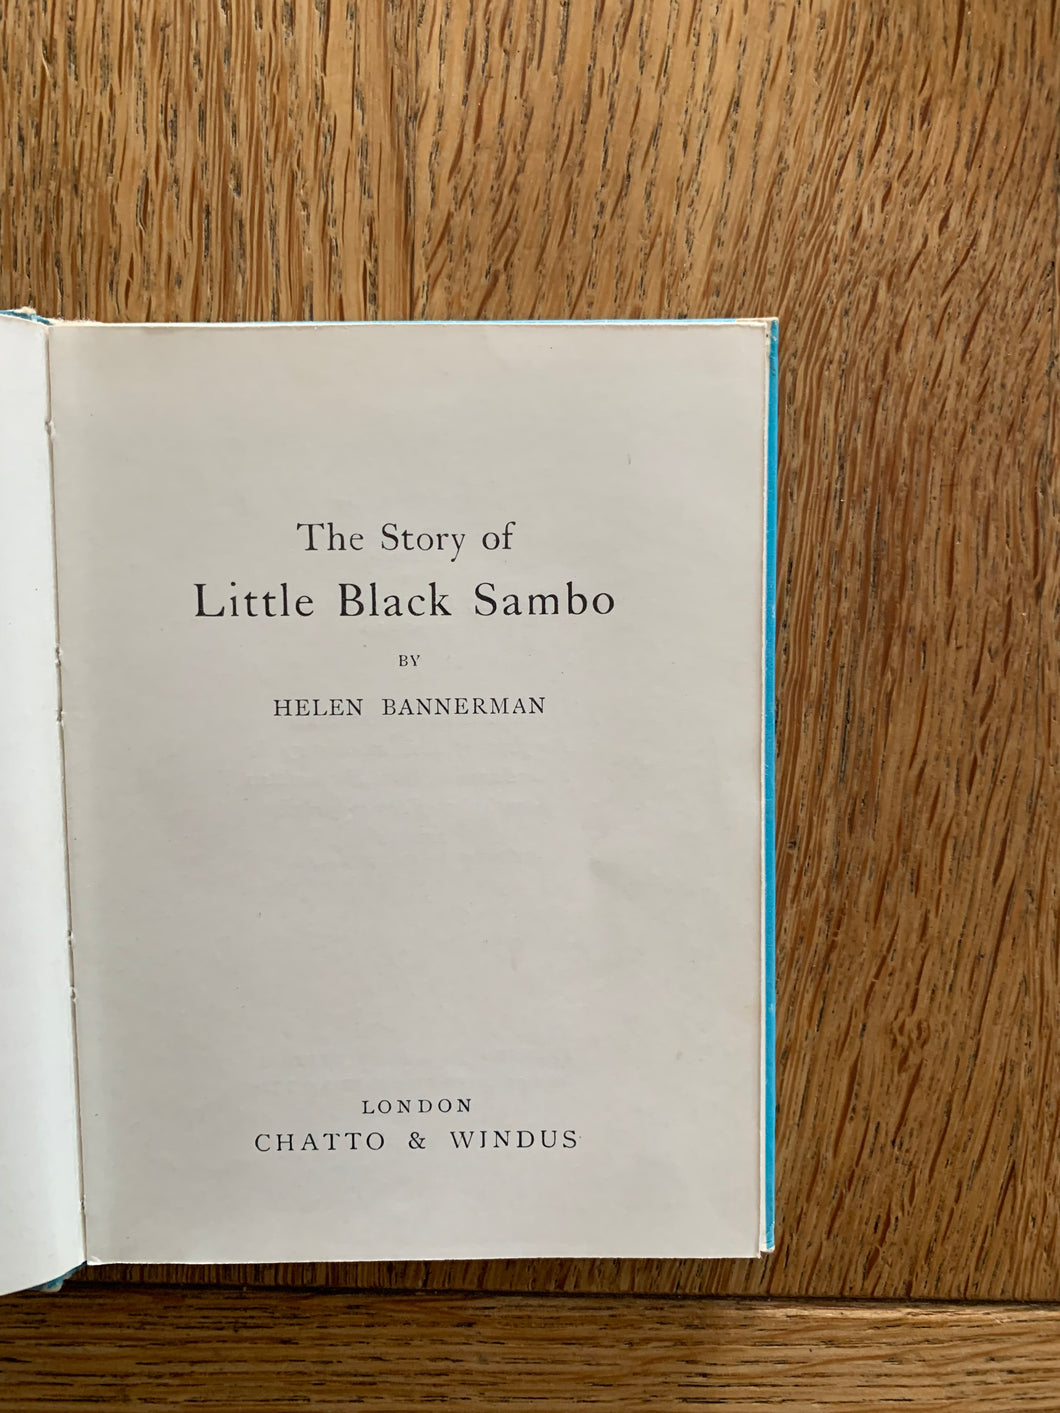 The Story of
Little Black Sambo
BY
HELEN BANNERMAN
LONDON
CHATTO & WINDUS